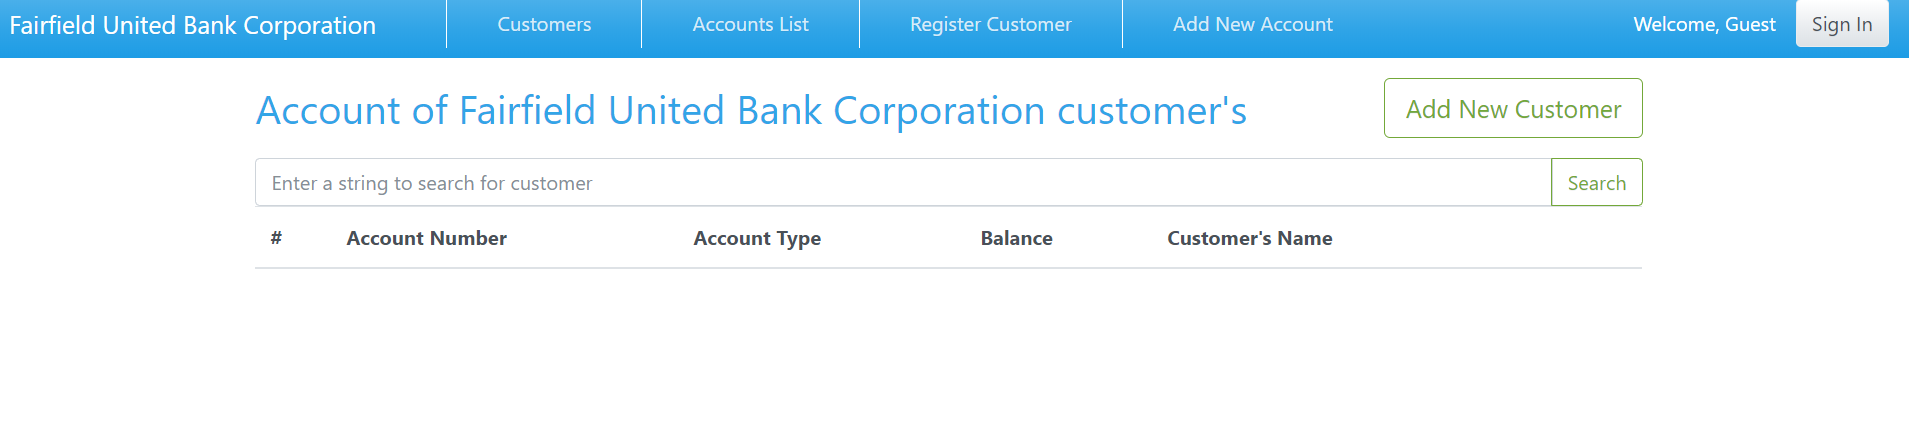 Fairfield United Bank Corporation Customers Accounts List Register Customer Add New Account Welcome, Guest Sign In
Account of Fairfield United Bank Corporation customer's Add New Customer
Enter a string to search for customer Search
# Account Number Account Type Balance Customer's Name